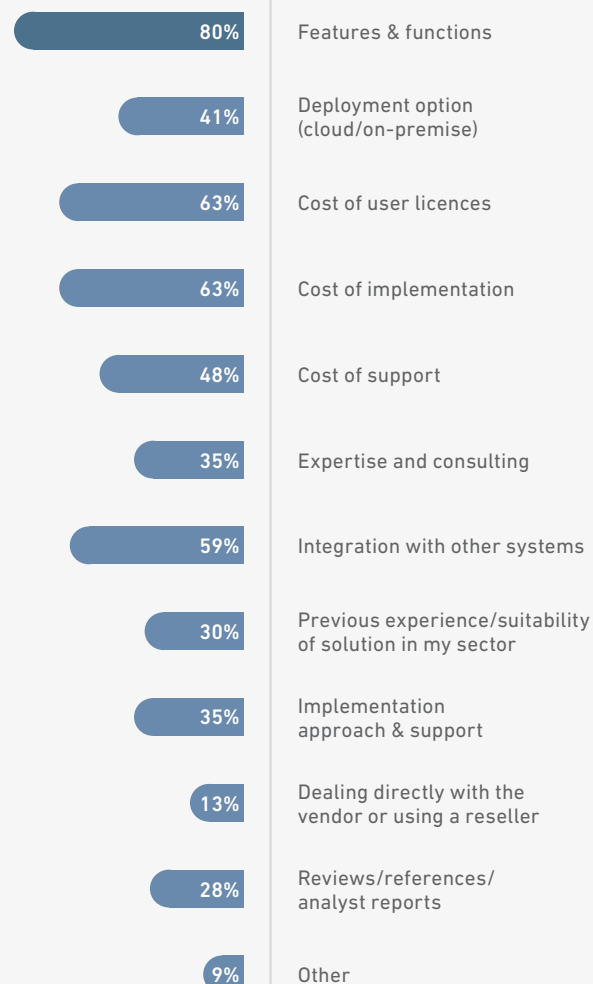 80%
Features & functions
41%
Deployment option
(cloud/on-premise)
63%
Cost of user licences
63%
Cost of implementation
48%
Cost of support
35%
Expertise and consulting
59%
Integration with other systems
30%
Previous experience/suitability
of solution in my sector
35%
Implementation
approach & support
13%
Dealing directly with the
vendor or using a reseller
28%
Reviews/references/
analyst reports
9%
Other